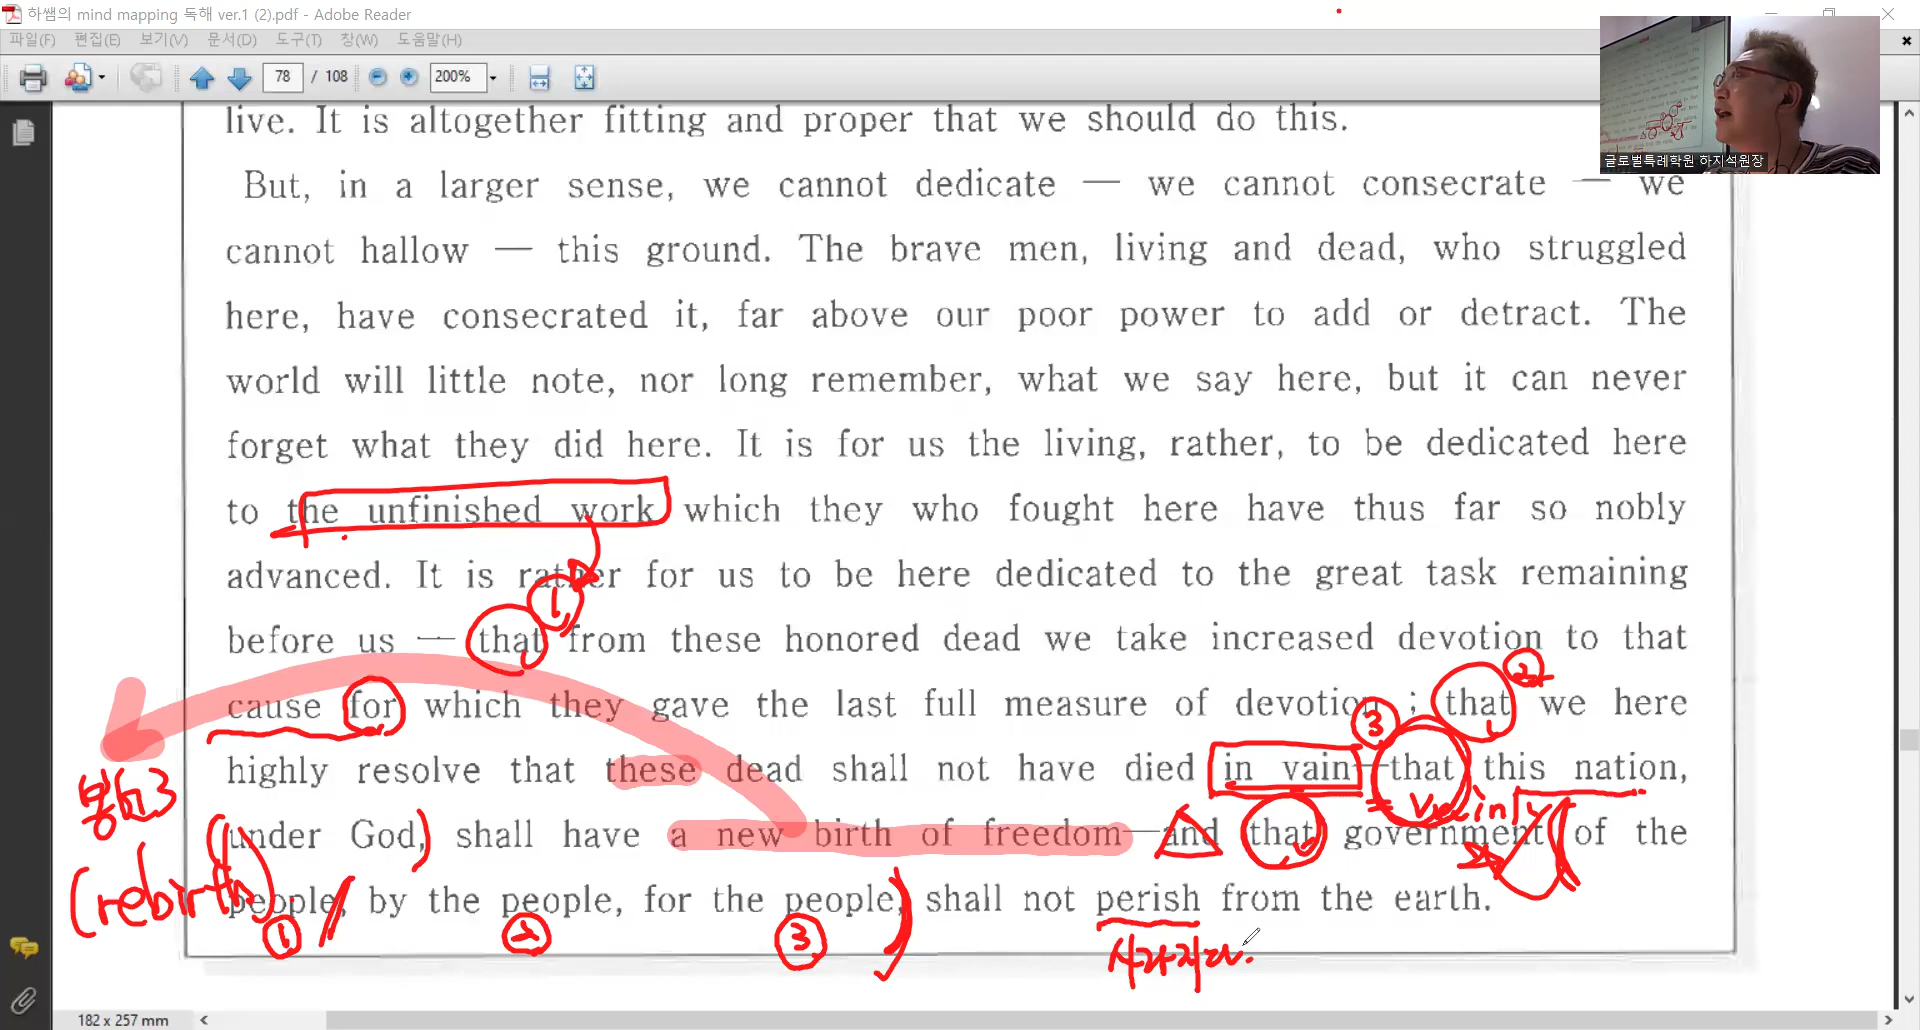 하쌤의 mind mapping 독해 ver.1 (2).pdf - Adobe Reader
파일(F) 편집(E) 보기(V) 문서(D) 도구(T) 창(W) 도움말(H)
78 / 108 200%
글로벌특례학원 하지석원장
live. It is altogether fitting and proper that we should do this.
But, in a larger sense, we cannot dedicate — we cannot consecrate — we
cannot hallow — this ground. The brave men, living and dead, who struggled
here, have consecrated it, far above our poor power to add or detract. The
world will little note, nor long remember, what we say here, but it can never
forget what they did here. It is for us the living, rather, to be dedicated here
to the unfinished work which they who fought here have thus far so nobly
advanced. It is rather for us to be here dedicated to the great task remaining
1
before us — that from these honored dead we take increased devotion to that
2
cause for which they gave the last full measure of devotion ; that we here
3
highly resolve that these dead shall not have died in vain—that this nation,
= vainly
under God, shall have a new birth of freedom—and that government of the
(rebirth)
people, by the people, for the people, shall not perish from the earth.
1 2 3
182 x 257 mm